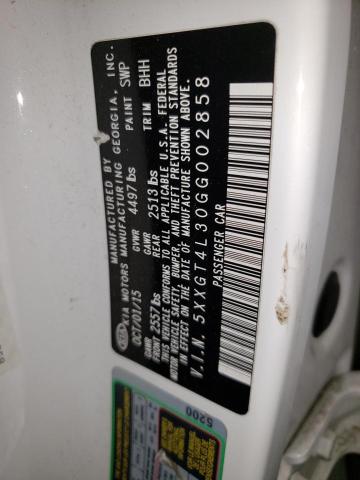 KIA
MANUFACTURED BY
KIA MOTORS MANUFACTURING GEORGIA, INC.
OCT/01/15 GVWR 4497 lbs PAINT SWP
GAWR FRONT 2557 lbs GAWR REAR 2513 lbs TRIM BHH
THIS VEHICLE CONFORMS TO ALL APPLICABLE U.S.A. FEDERAL
MOTOR VEHICLE SAFETY, BUMPER, AND THEFT PREVENTION STANDARDS
IN EFFECT ON THE DATE OF MANUFACTURE SHOWN ABOVE.
V.I.N. 5XXGT4L30GG002858
PASSENGER CAR
5200